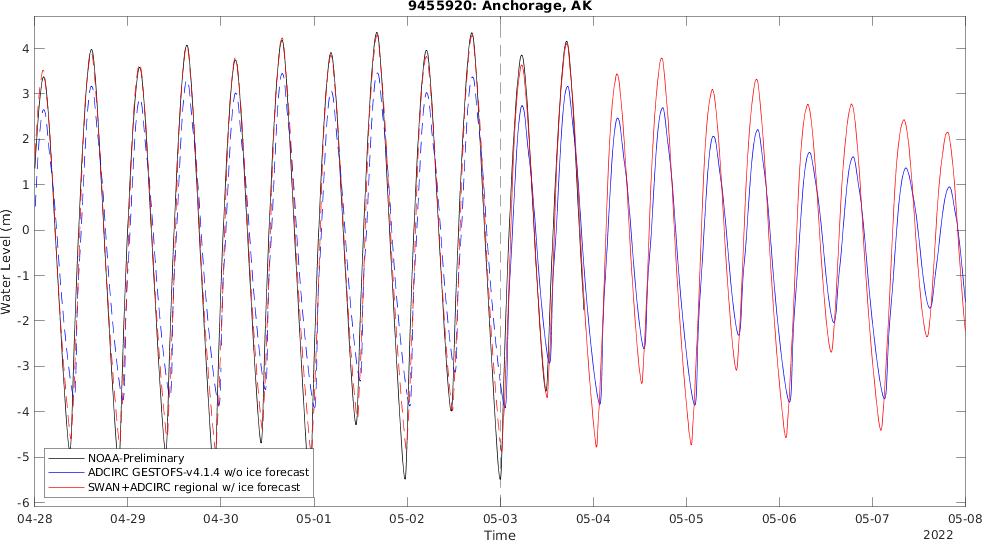 9455920: Anchorage, AK
Water Level (m)
4
3
2
1
0
-1
-2
-3
-4
-5
-6
NOAA-Preliminary
ADCIRC GESTOFS-v4.1.4 w/o ice forecast
SWAN+ADCIRC regional w/ ice forecast
04-28 04-29 04-30 05-01 05-02 05-03 05-04 05-05 05-06 05-07 05-08
Time
2022